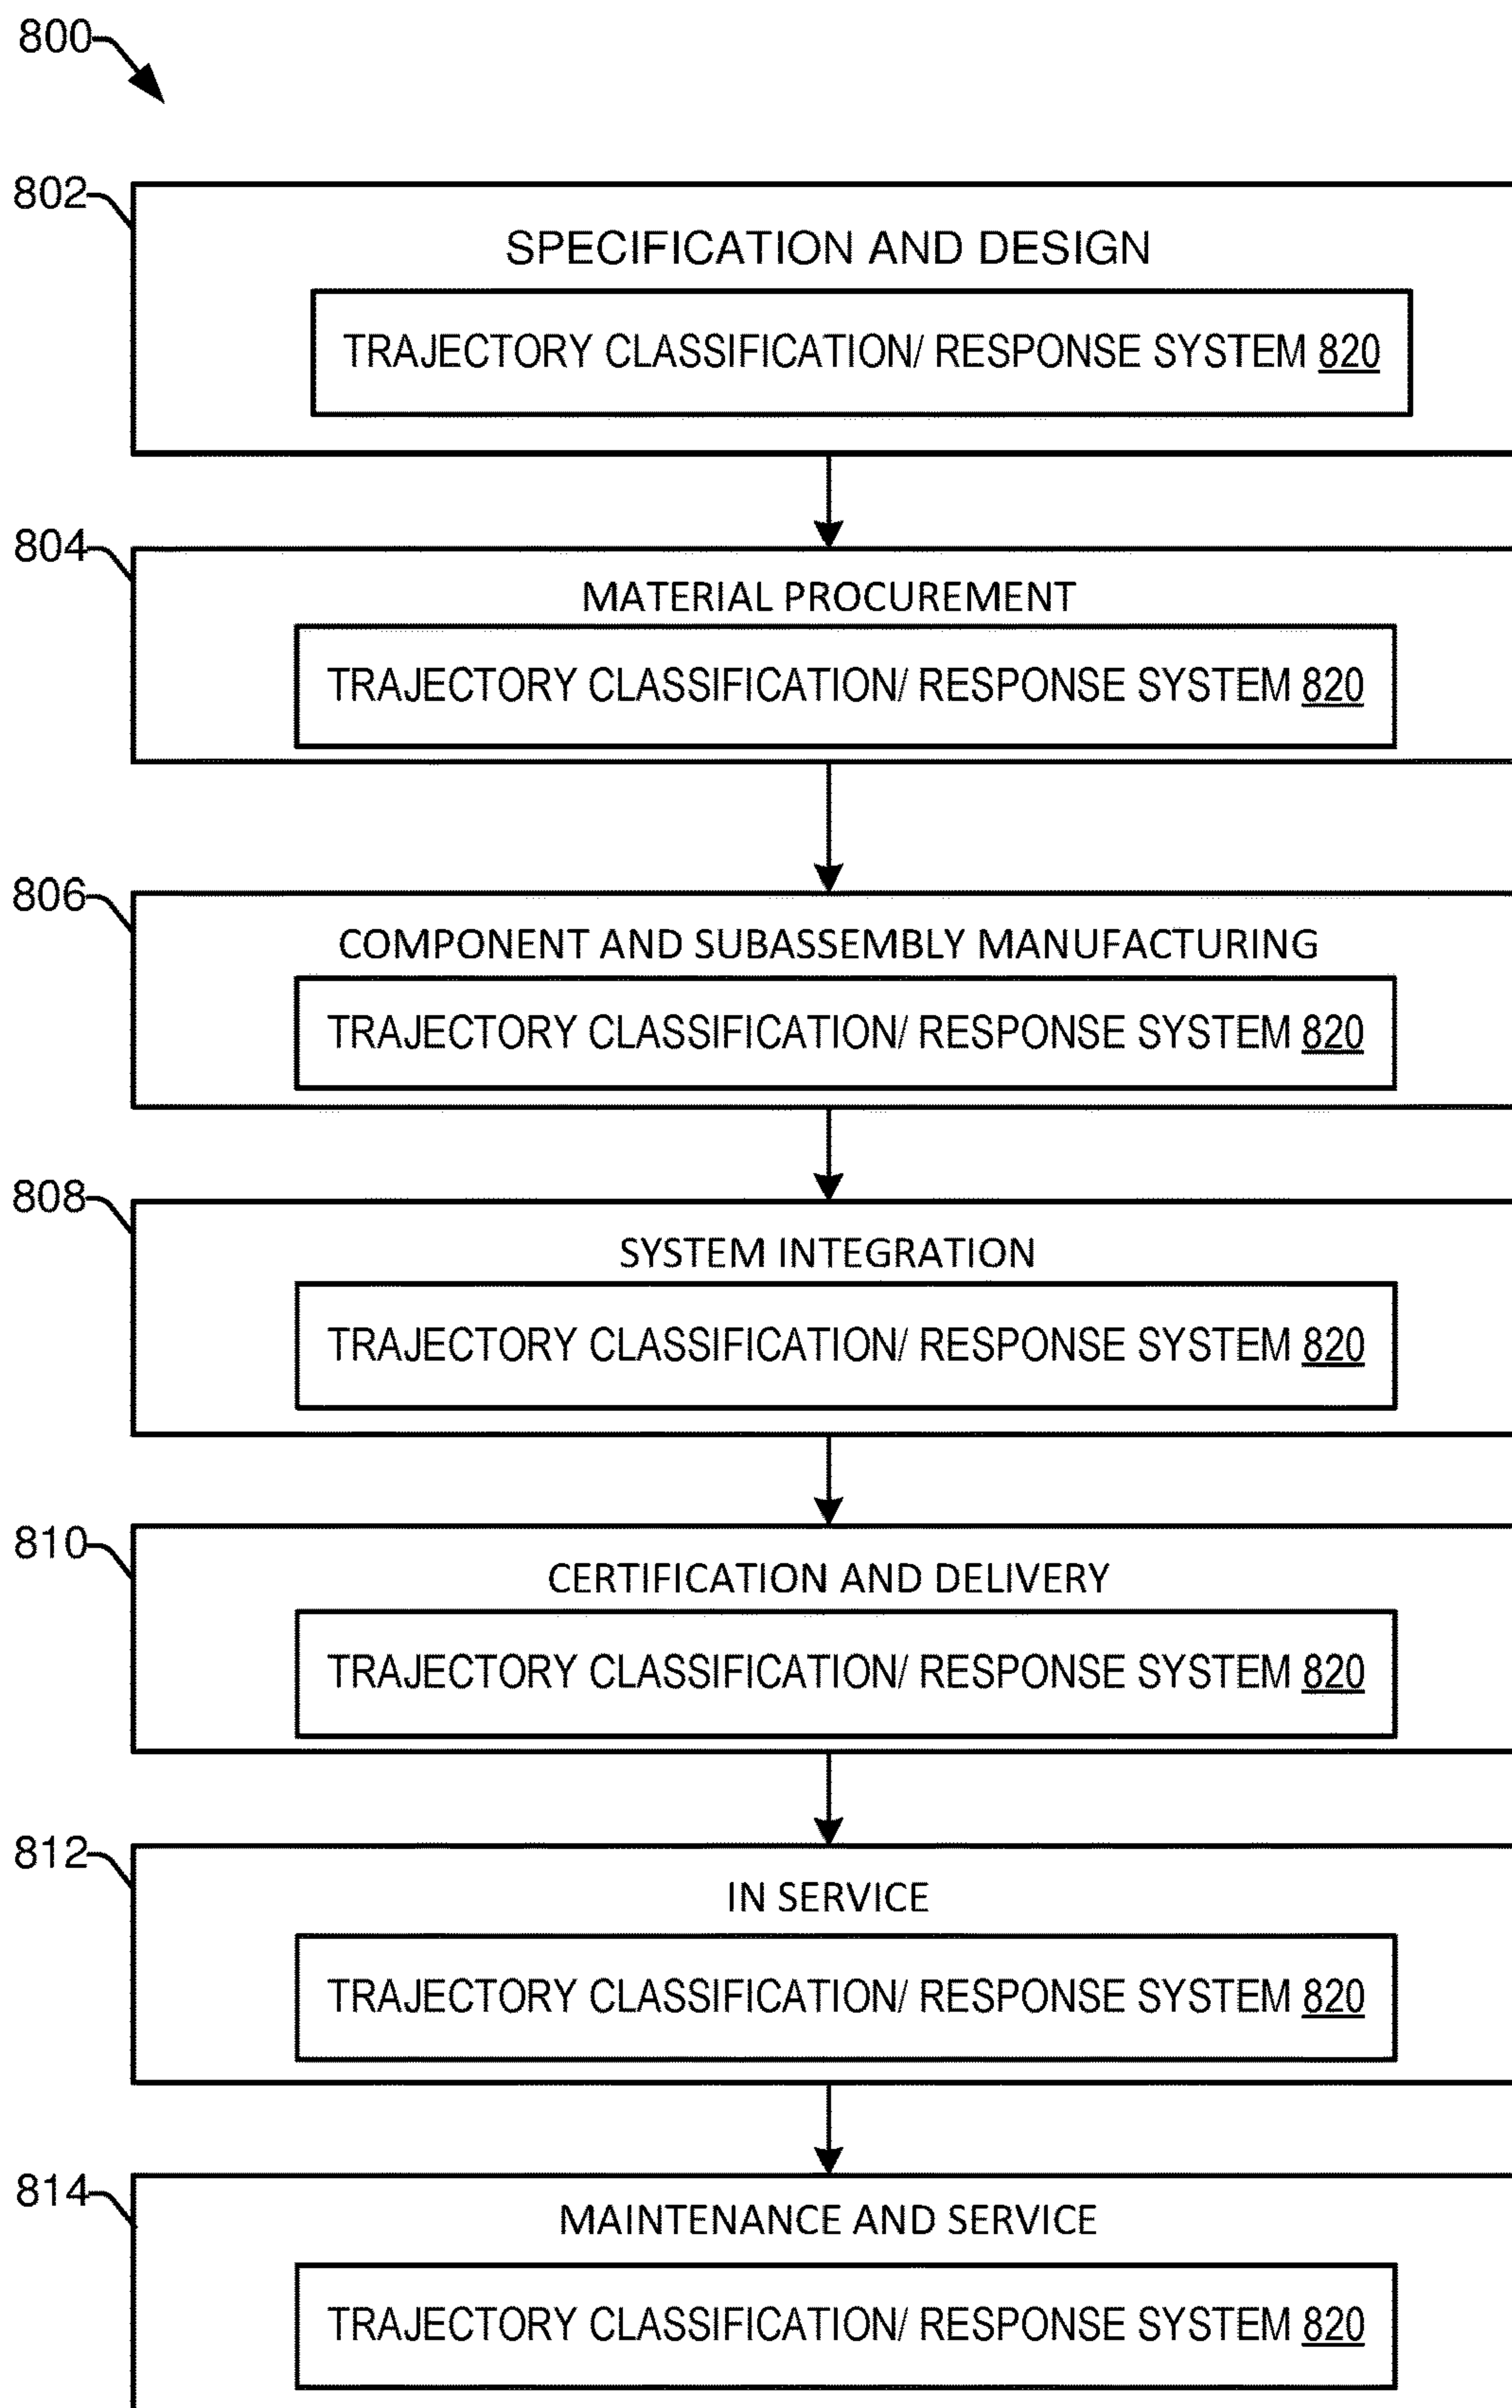 800
802
SPECIFICATION AND DESIGN
TRAJECTORY CLASSIFICATION/ RESPONSE SYSTEM 820
804
MATERIAL PROCUREMENT
TRAJECTORY CLASSIFICATION/ RESPONSE SYSTEM 820
806
COMPONENT AND SUBASSEMBLY MANUFACTURING
TRAJECTORY CLASSIFICATION/ RESPONSE SYSTEM 820
808
SYSTEM INTEGRATION
TRAJECTORY CLASSIFICATION/ RESPONSE SYSTEM 820
810
CERTIFICATION AND DELIVERY
TRAJECTORY CLASSIFICATION/ RESPONSE SYSTEM 820
812
IN SERVICE
TRAJECTORY CLASSIFICATION/ RESPONSE SYSTEM 820
814
MAINTENANCE AND SERVICE
TRAJECTORY CLASSIFICATION/ RESPONSE SYSTEM 820